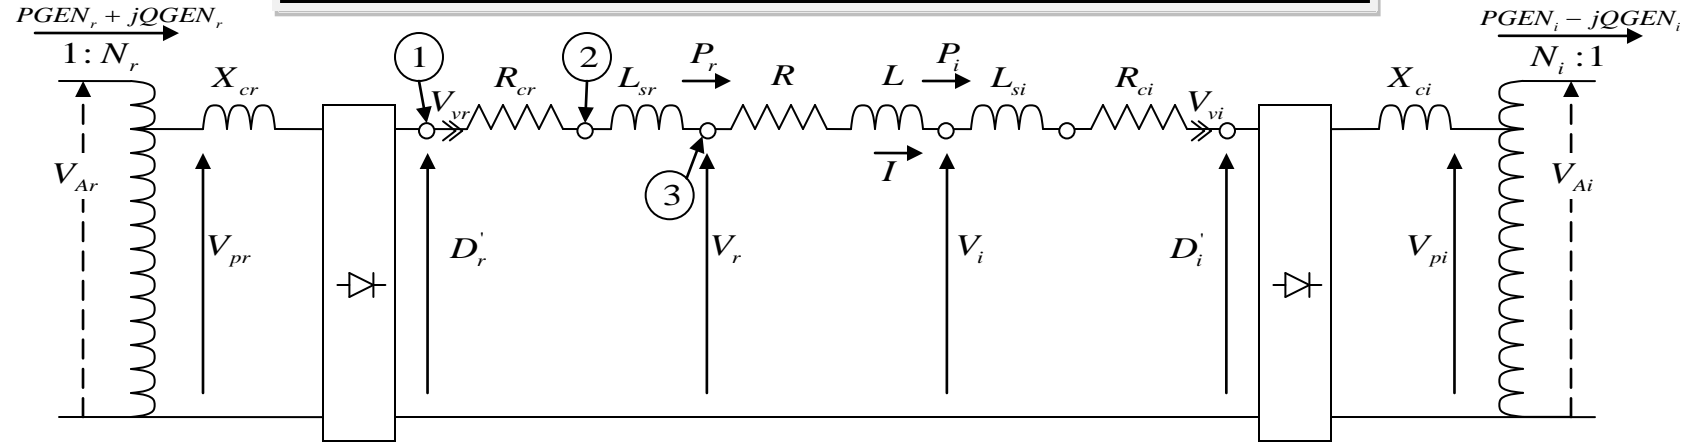 PGEN_r + jQGEN_r
PGEN_i − jQGEN_i
1 : N_r
N_i : 1
X_cr
1
V_vr
R_cr
2
L_sr
P_r
R
L
P_i
L_si
R_ci
V_vi
X_ci
V_Ar
3
I
V_Ai
V_pr
D'_r
V_r
V_i
D'_i
V_pi